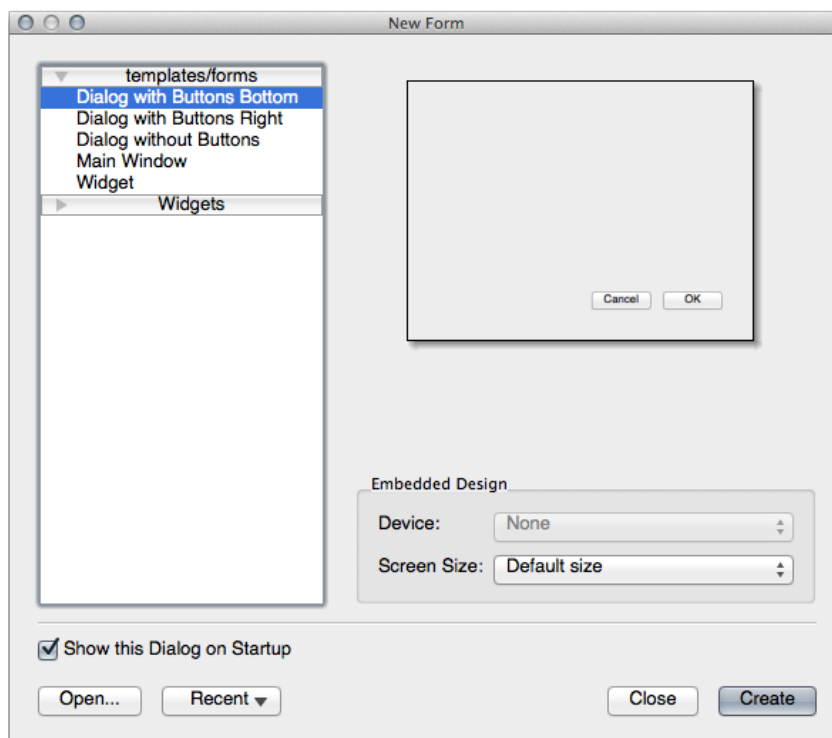 New Form
templates/forms
Dialog with Buttons Bottom
Dialog with Buttons Right
Dialog without Buttons
Main Window
Widget
Widgets
Cancel OK
Embedded Design
Device: None
Screen Size: Default size
Show this Dialog on Startup
Open... Recent Close Create